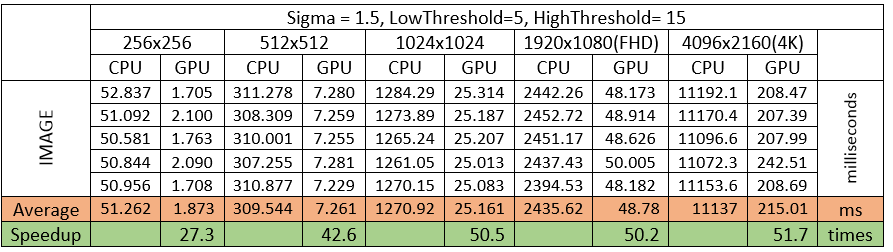 Sigma = 1.5, LowThreshold=5, HighThreshold= 15
256x256 512x512 1024x1024 1920x1080(FHD) 4096x2160(4K)
CPU GPU CPU GPU CPU GPU CPU GPU CPU GPU
IMAGE
52.837 1.705 311.278 7.280 1284.29 25.314 2442.26 48.173 11192.1 208.47
51.092 2.100 308.309 7.259 1273.89 25.187 2452.72 48.914 11170.4 207.39
50.581 1.763 310.001 7.255 1265.24 25.207 2451.17 48.626 11096.6 207.99
50.844 2.090 307.255 7.281 1261.05 25.013 2437.43 50.005 11072.3 242.51
50.956 1.708 310.877 7.229 1270.15 25.083 2394.53 48.182 11153.6 208.69
milliseconds
Average 51.262 1.873 309.544 7.261 1270.92 25.161 2435.62 48.78 11137 215.01 ms
Speedup 27.3 42.6 50.5 50.2 51.7 times